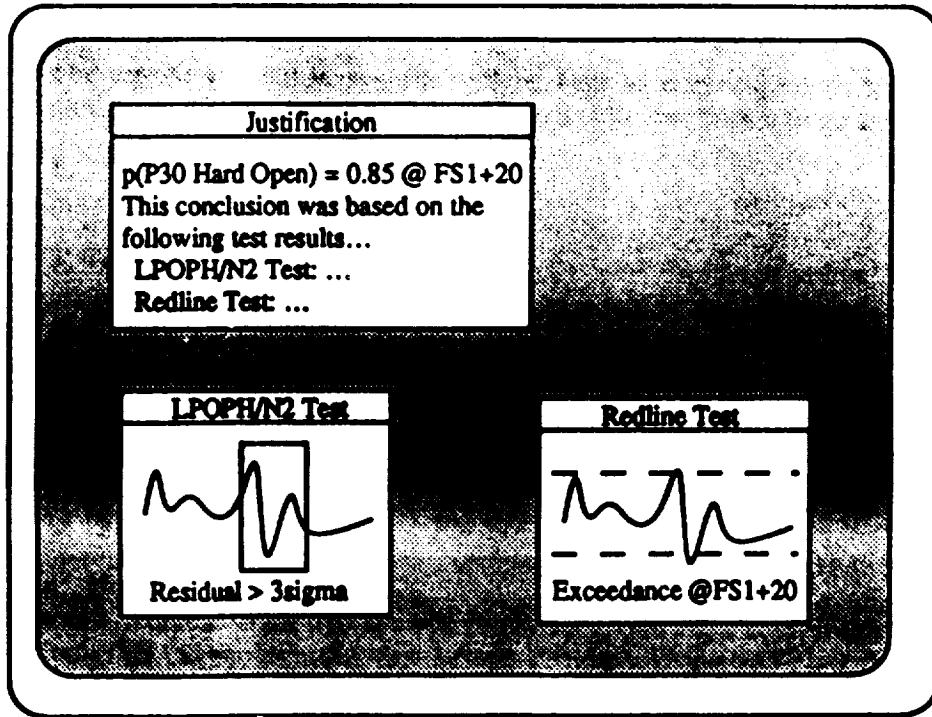 Justification
p(P30 Hard Open) = 0.85 @ FS1+20
This conclusion was based on the
following test results...
LPOPH/N2 Test: ...
Redline Test: ...
LPOPH/N2 Test
Residual > 3sigma
Redline Test
Exceedance @FS1+20